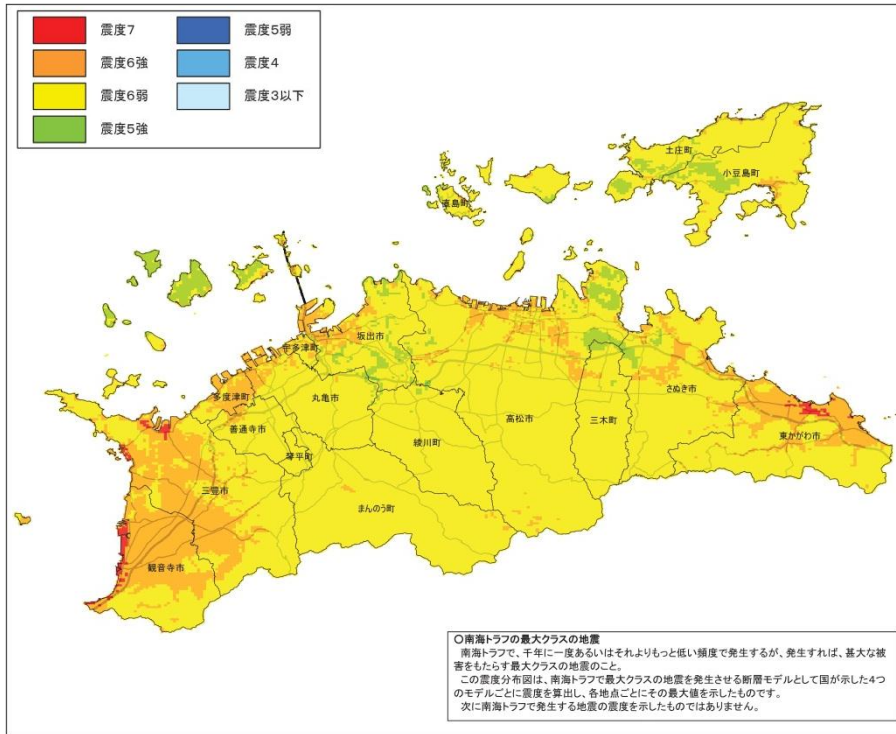 震度7
震度6強
震度6弱
震度5強
震度5弱
震度4
震度3以下
土庄町
小豆島町
直島町
坂出市
宇多津町
多度津町
丸亀市
善通寺市
琴平町
綾川町
高松市
三木町
さぬき市
東かがわ市
三豊市
まんのう町
観音寺市
○南海トラフの最大クラスの地震
南海トラフで、千年に一度あるいはそれよりもっと低い頻度で発生するが、発生すれば、甚大な被
害をもたらす最大クラスの地震のこと。
この震度分布図は、南海トラフで最大クラスの地震を発生させる断層モデルとして国が示した4つ
のモデルごとに震度を算出し、各地点ごとにその最大値を示したものです。
次に南海トラフで発生する地震の震度を示したものではありません。